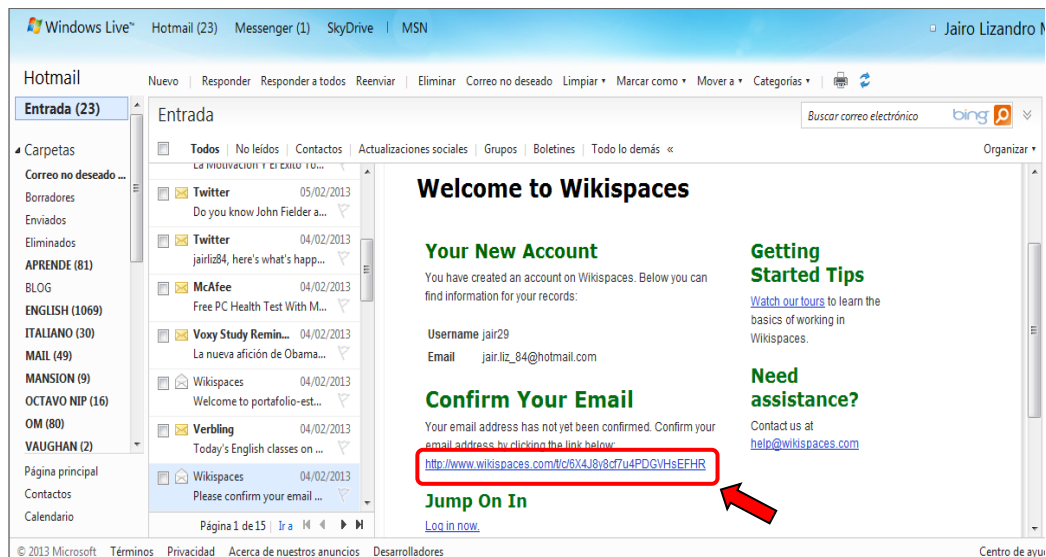 Windows Live™ Hotmail (23) Messenger (1) SkyDrive MSN Jairo Lizandro
Hotmail
Nuevo Responder Responder a todos Reenviar Eliminar Correo no deseado Limpiar Marcar como Mover a Categorías
Entrada (23)
Entrada
Buscar correo electrónico bing
Carpetas
Todos No leídos Contactos Actualizaciones sociales Grupos Boletines Todo lo demás «
Organizar
Correo no deseado ...
Borradores
Enviados
Eliminados
APRENDE (81)
BLOG
ENGLISH (1069)
ITALIANO (30)
MAIL (49)
MANSION (9)
OCTAVO NIP (16)
OM (80)
VAUGHAN (2)
Página principal
Contactos
Calendario
La Motivación Y El Éxito Tu...
Twitter 05/02/2013
Do you know John Fielder a...
Twitter 04/02/2013
jairliz84, here's what's happ...
McAfee 04/02/2013
Free PC Health Test With M...
Voxy Study Remin... 04/02/2013
La nueva afición de Obama...
Wikispaces 04/02/2013
Welcome to portafolio-est...
Verbling 04/02/2013
Today's English classes on ...
Wikispaces 04/02/2013
Please confirm your email ...
Página 1 de 15 Ir a
Welcome to Wikispaces
Your New Account
You have created an account on Wikispaces. Below you can
find information for your records:
Username jair29
Email jair.liz_84@hotmail.com
Confirm Your Email
Your email address has not yet been confirmed. Confirm your
email address by clicking the link below:
http://www.wikispaces.com/t/c/6X4J8y8cf7u4PDGVHsEFHR
Jump On In
Log in now.
Getting
Started Tips
Watch our tours to learn the
basics of working in
Wikispaces.
Need
assistance?
Contact us at
help@wikispaces.com
© 2013 Microsoft Términos Privacidad Acerca de nuestros anuncios Desarrolladores Centro de ayu